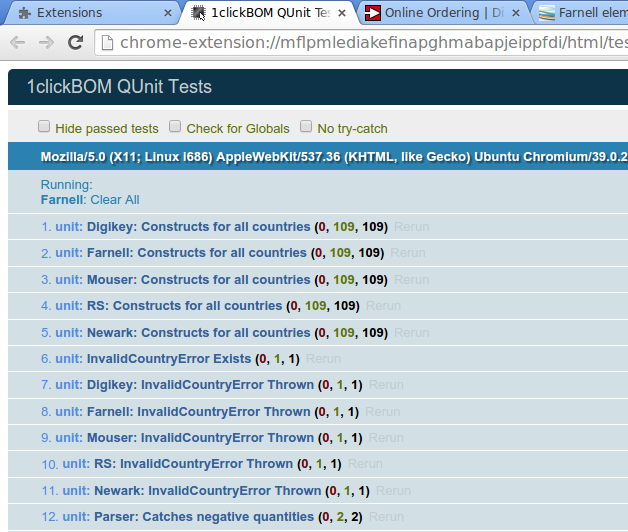 Extensions
1clickBOM QUnit Tes
Online Ordering | Di
Farnell elem
chrome-extension://mflpmlediakefinapghmabapjeippfdi/html/tes
1clickBOM QUnit Tests
Hide passed tests Check for Globals No try-catch
Mozilla/5.0 (X11; Linux i686) AppleWebKit/537.36 (KHTML, like Gecko) Ubuntu Chromium/39.0.2
Running:
Farnell: Clear All
1. unit: Digikey: Constructs for all countries (0, 109, 109) Rerun
2. unit: Farnell: Constructs for all countries (0, 109, 109) Rerun
3. unit: Mouser: Constructs for all countries (0, 109, 109) Rerun
4. unit: RS: Constructs for all countries (0, 109, 109) Rerun
5. unit: Newark: Constructs for all countries (0, 109, 109) Rerun
6. unit: InvalidCountryError Exists (0, 1, 1) Rerun
7. unit: Digikey: InvalidCountryError Thrown (0, 1, 1) Rerun
8. unit: Farnell: InvalidCountryError Thrown (0, 1, 1) Rerun
9. unit: Mouser: InvalidCountryError Thrown (0, 1, 1) Rerun
10. unit: RS: InvalidCountryError Thrown (0, 1, 1) Rerun
11. unit: Newark: InvalidCountryError Thrown (0, 1, 1) Rerun
12. unit: Parser: Catches negative quantities (0, 2, 2) Rerun